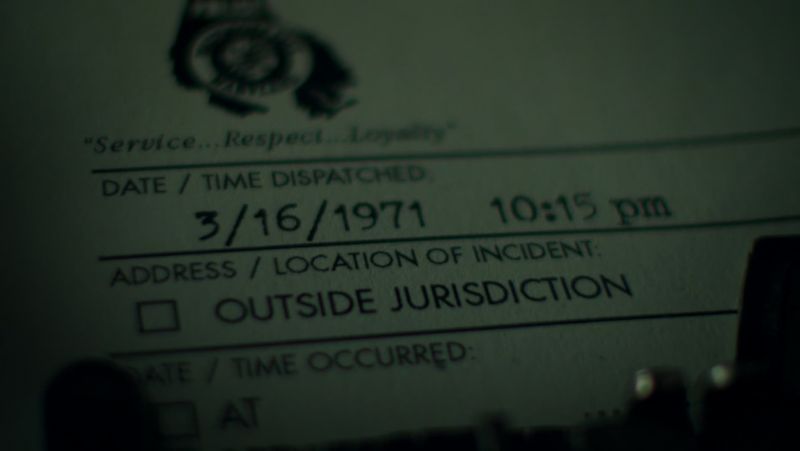 "Service...Respect...Loyalty"
DATE / TIME DISPATCHED:
3/16/1971 10:15 pm
ADDRESS / LOCATION OF INCIDENT:
OUTSIDE JURISDICTION
DATE / TIME OCCURRED:
AT